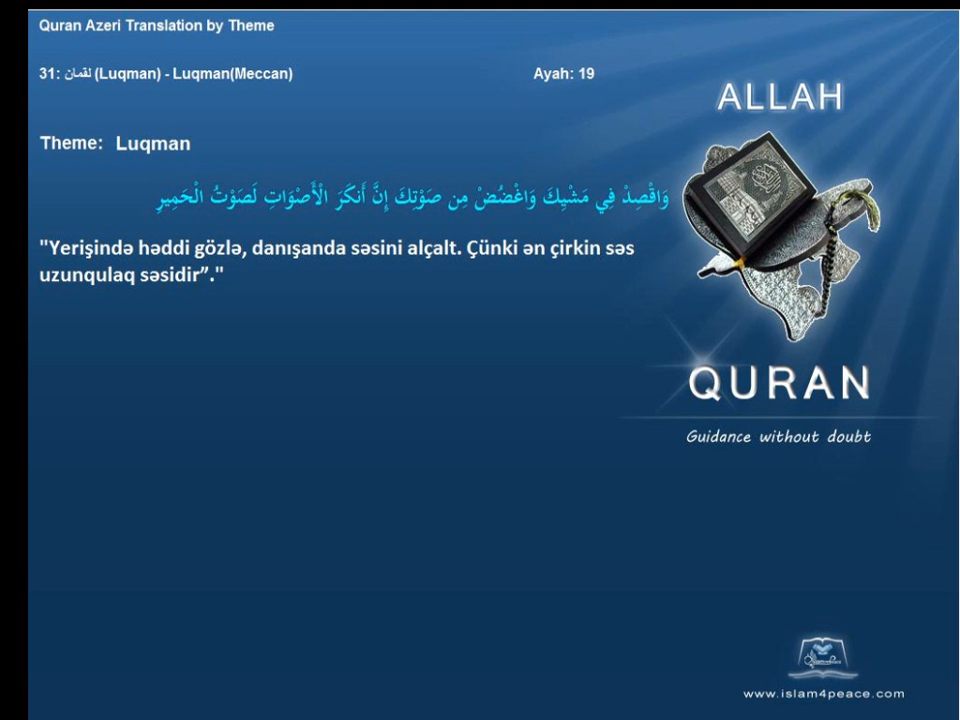 Quran Azeri Translation by Theme
31: لقمان (Luqman) - Luqman(Meccan)
Ayah: 19
Theme: Luqman
وَاقْصِدْ فِي مَشْيِكَ وَاغْضُضْ مِن صَوْتِكَ إِنَّ أَنكَرَ الْأَصْوَاتِ لَصَوْتُ الْحَمِيرِ
"Yerişində həddi gözlə, danışanda səsini alçalt. Çünki ən çirkin səs
uzunqulaq səsidir”."
ALLAH
QURAN
Guidance without doubt
www.islam4peace.com